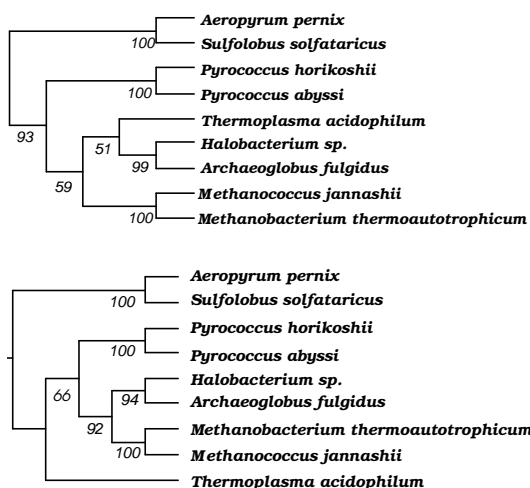 Aeropyrum pernix
100
Sulfolobus solfataricus
Pyrococcus horikoshii
100
Pyrococcus abyssi
93
Thermoplasma acidophilum
51
Halobacterium sp.
99
Archaeoglobus fulgidus
59
Methanococcus jannashii
100
Methanobacterium thermoautotrophicum
Aeropyrum pernix
100
Sulfolobus solfataricus
Pyrococcus horikoshii
100
Pyrococcus abyssi
66
Halobacterium sp.
94
Archaeoglobus fulgidus
92
Methanobacterium thermoautotrophicum
100
Methanococcus jannashii
Thermoplasma acidophilum